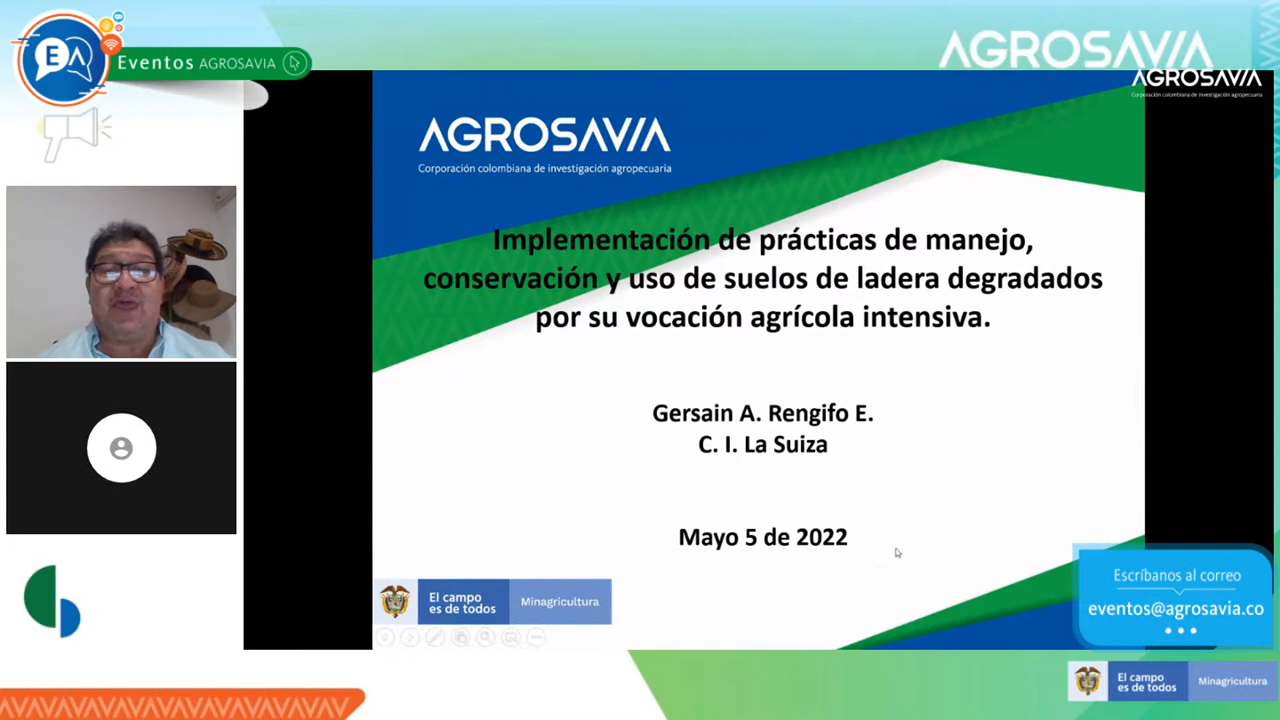 EA
Eventos AGROSAVIA
AGROSAVIA
AGROSAVIA
Corporación colombiana de investigación agropecuaria
AGROSAVIA
Corporación colombiana de investigación agropecuaria
Implementación de prácticas de manejo,
conservación y uso de suelos de ladera degradados
por su vocación agrícola intensiva.
Gersain A. Rengifo E.
C. I. La Suiza
Mayo 5 de 2022
El campo
es de todos
Minagricultura
Escríbanos al correo
eventos@agrosavia.co
El campo
es de todos
Minagricultura